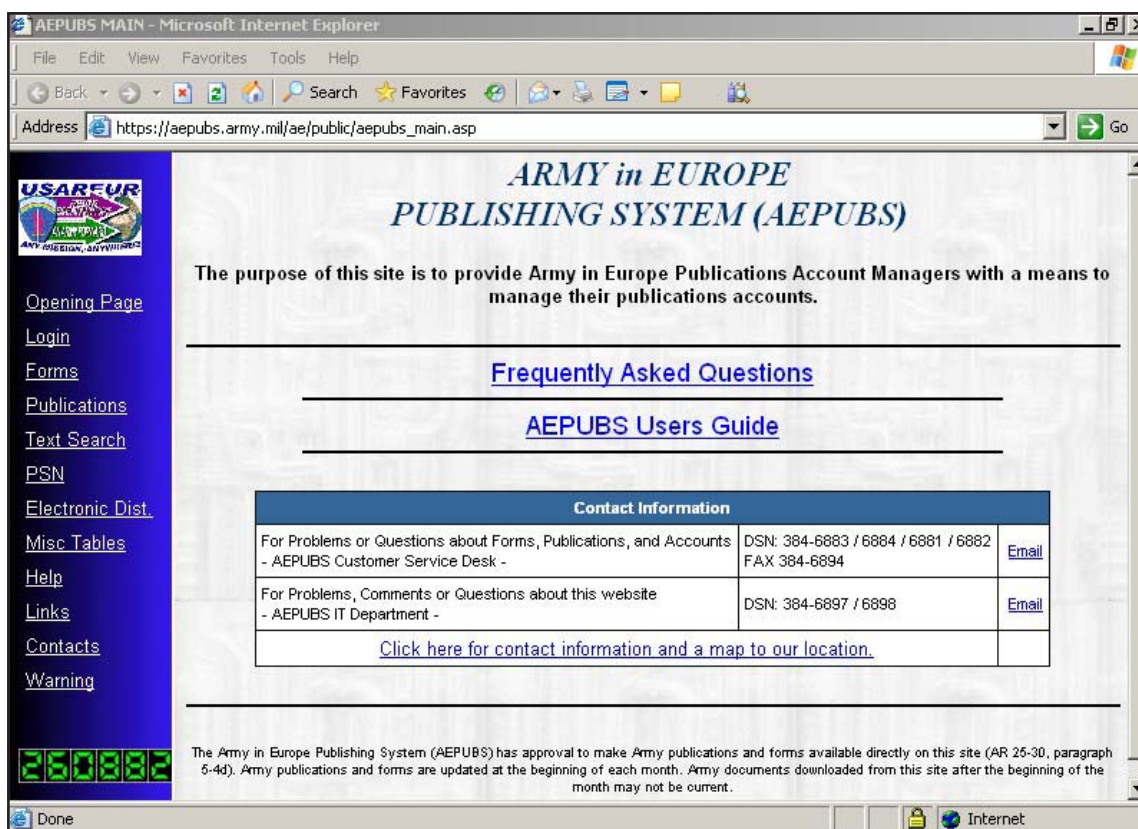 AEPUBS MAIN - Microsoft Internet Explorer
File Edit View Favorites Tools Help
Back Search Favorites
Address https://aepubs.army.mil/ae/public/aepubs_main.asp Go
USAREUR
ANY MISSION, ANYWHERE
Opening Page
Login
Forms
Publications
Text Search
PSN
Electronic Dist.
Misc Tables
Help
Links
Contacts
Warning
260882
ARMY in EUROPE
PUBLISHING SYSTEM (AEPUBS)
The purpose of this site is to provide Army in Europe Publications Account Managers with a means to
manage their publications accounts.
Frequently Asked Questions
AEPUBS Users Guide
Contact Information
For Problems or Questions about Forms, Publications, and Accounts DSN: 384-6883 / 6884 / 6881 / 6882 Email
- AEPUBS Customer Service Desk - FAX 384-6894
For Problems, Comments or Questions about this website DSN: 384-6897 / 6898 Email
- AEPUBS IT Department -
Click here for contact information and a map to our location.
The Army in Europe Publishing System (AEPUBS) has approval to make Army publications and forms available directly on this site (AR 25-30, paragraph
5-4d). Army publications and forms are updated at the beginning of each month. Army documents downloaded from this site after the beginning of the
month may not be current.
Done Internet